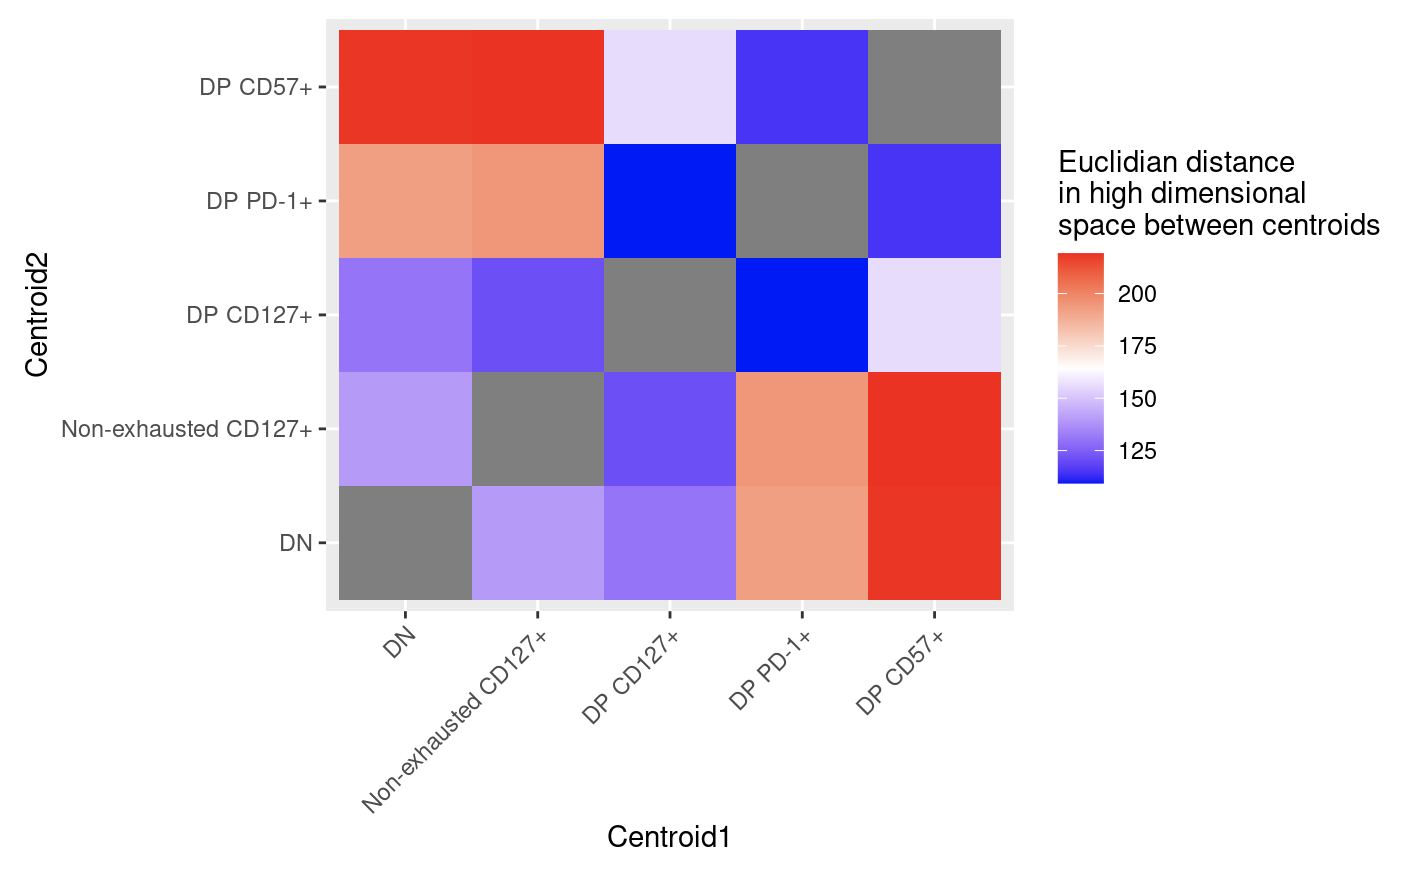 DP CD57+
DP PD-1+
DP CD127+
Non-exhausted CD127+
DN
Centroid2
DN
Non-exhausted CD127+
DP CD127+
DP PD-1+
DP CD57+
Centroid1
Euclidian distance
in high dimensional
space between centroids
200
175
150
125